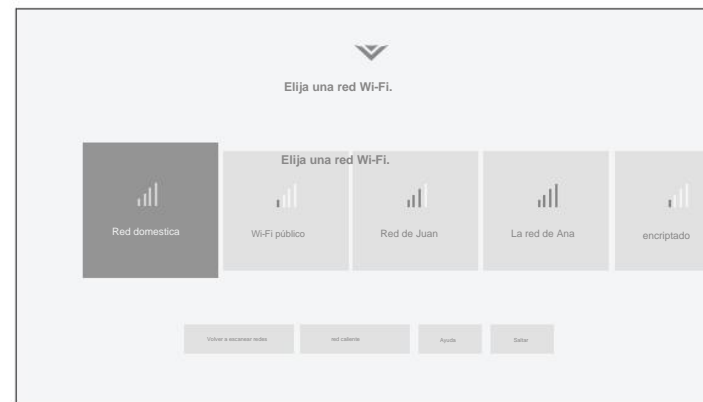 Elija una red Wi-Fi.
Elija una red Wi-Fi.
Red domestica
Wi-Fi público
Red de Juan
La red de Ana
encriptado
Volver a escanear redes
red caliente
Ayuda
Saltar